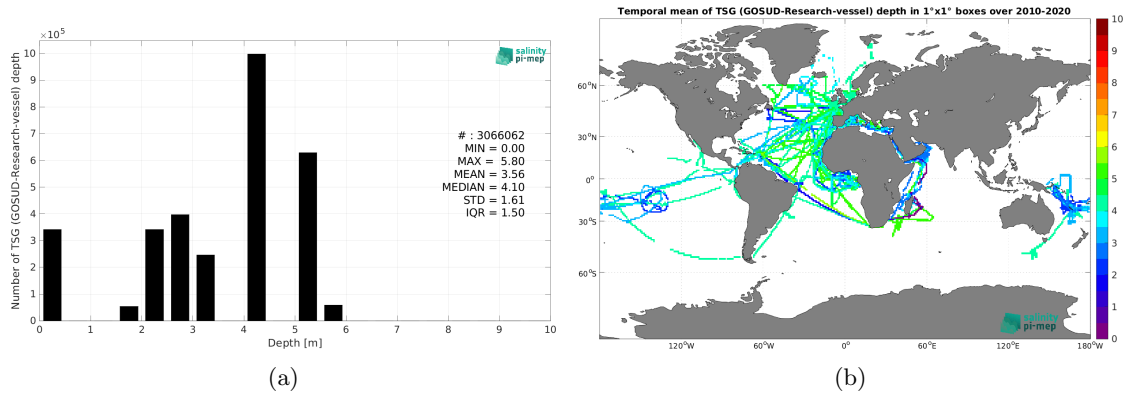 ×10⁵
10
9
8
7
6
5
4
3
2
1
0
Number of TSG (GOSUD-Research-vessel) depth
salinity
pi-mep
# : 3066062
MIN = 0.00
MAX = 5.80
MEAN = 3.56
MEDIAN = 4.10
STD = 1.61
IQR = 1.50
0 1 2 3 4 5 6 7 8 9 10
Depth [m]
(a)
Temporal mean of TSG (GOSUD-Research-vessel) depth in 1°x1° boxes over 2010-2020
60°N
30°N
0°
30°S
60°S
120°W 60°W 0° 60°E 120°E 180°W
salinity
pi-mep
10
9
8
7
6
5
4
3
2
1
0
(b)